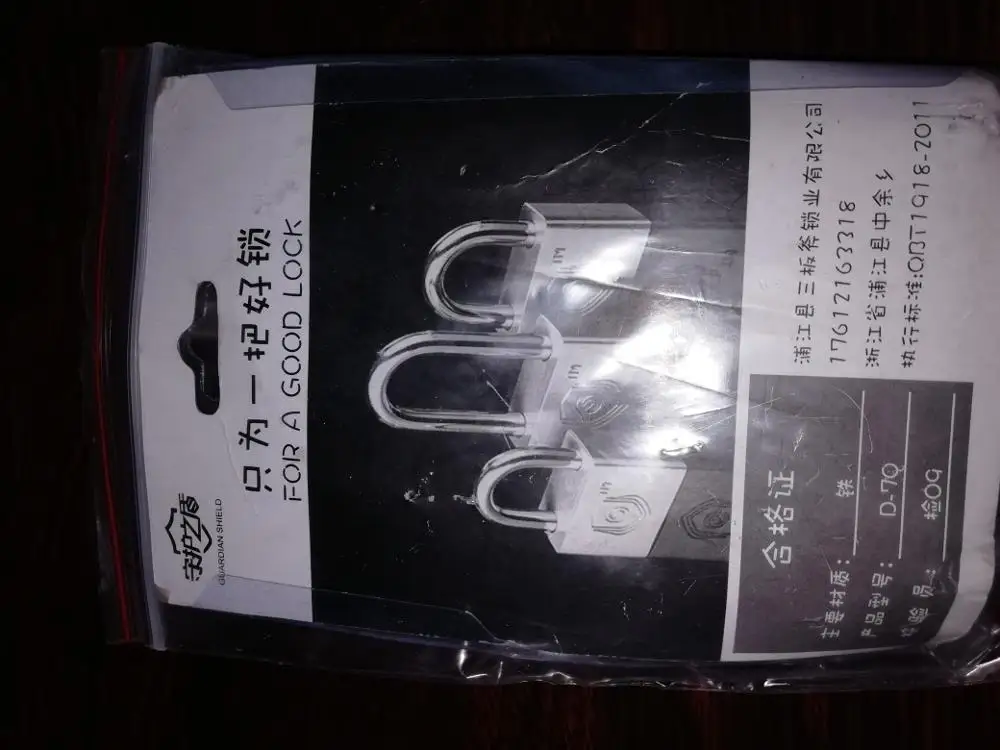 守护之盾
GUARDIAN SHIELD
只为一把好锁
FOR A GOOD LOCK
合格证
主要材质：铁
产品型号：D-70
检验员：检09
浦江县三板斧锁业有限公司
17612163318
浙江省浦江县中余乡
执行标准:QBT1918-2011